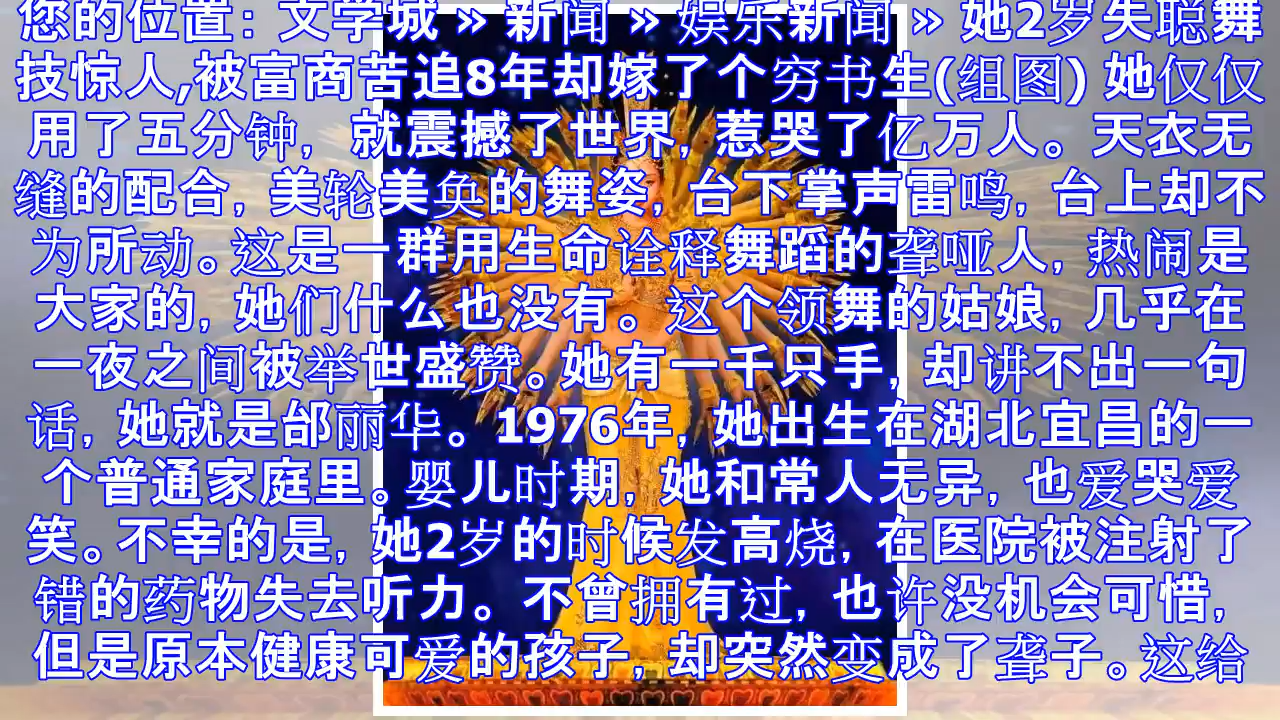 您的位置: 文学城 » 新闻 » 娱乐新闻 » 她2岁失聪舞
技惊人,被富商苦追8年却嫁了个穷书生(组图) 她仅仅
用了五分钟，就震撼了世界, 惹哭了亿万人。天衣无
缝的配合, 美轮美奂的舞姿, 台下掌声雷鸣, 台上却不
为所动。这是一群用生命诠释舞蹈的聋哑人, 热闹是
大家的, 她们什么也没有。这个领舞的姑娘, 几乎在
一夜之间被举世盛赞。她有一千只手, 却讲不出一句
话, 她就是邰丽华。1976年, 她出生在湖北宜昌的一
个普通家庭里。婴儿时期, 她和常人无异, 也爱哭爱
笑。不幸的是, 她2岁的时候发高烧, 在医院被注射了
错的药物失去听力。不曾拥有过, 也许没机会可惜,
但是原本健康可爱的孩子, 却突然变成了聋子。这给